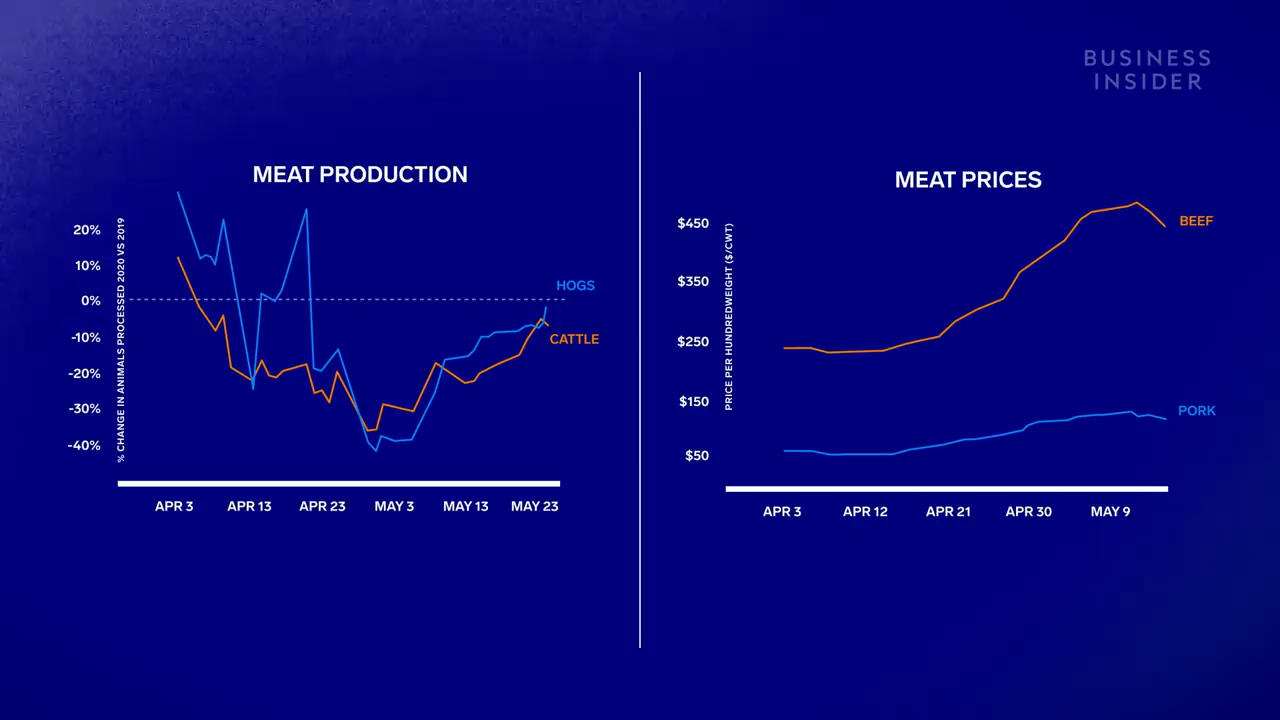 BUSINESS
INSIDER
MEAT PRODUCTION
20%
10%
0%
-10%
-20%
-30%
-40%
% CHANGE IN ANIMALS PROCESSED 2020 VS 2019
HOGS
CATTLE
APR 3 APR 13 APR 23 MAY 3 MAY 13 MAY 23
MEAT PRICES
$450
$350
$250
$150
$50
PRICE PER HUNDREDWEIGHT ($/CWT)
BEEF
PORK
APR 3 APR 12 APR 21 APR 30 MAY 9